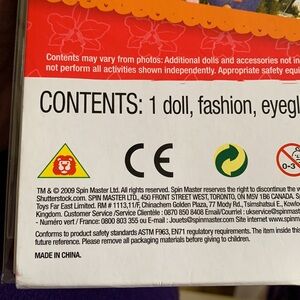 Contents may vary from photos: Additional dolls and accessories not in
not perform all activities shown independently. Appropriate safety equi
CONTENTS: 1 doll, fashion, eyegl
CE
0-3
TM & © 2009 Spin Master Ltd. All rights reserved. Spin Master reserves the right to discontinue the w
Shutterstock.com. SPIN MASTER LTD., 450 FRONT STREET WEST, TORONTO, ON M5V 1B6 CANADA. S
Toys Far East Limited. RM # 1113,11/F, Chinachem Golden Plaza, 77 Mody Rd., Tsimshatsui E., Kowlo
Kingdom. Customer Service /Service Clientèle : 0870 850 8408 Email/Courriel : ukservice@spinmast
- Numéro vert / France: 0800 803 355 ou E-mail : Jouets@spinmaster.com Site Internet:
Conforms to product safety standards ASTM F963, EN71 regulatory requirements. The item inside this
future reference. Please remove all packaging materials before giving to children.
MADE IN CHINA.